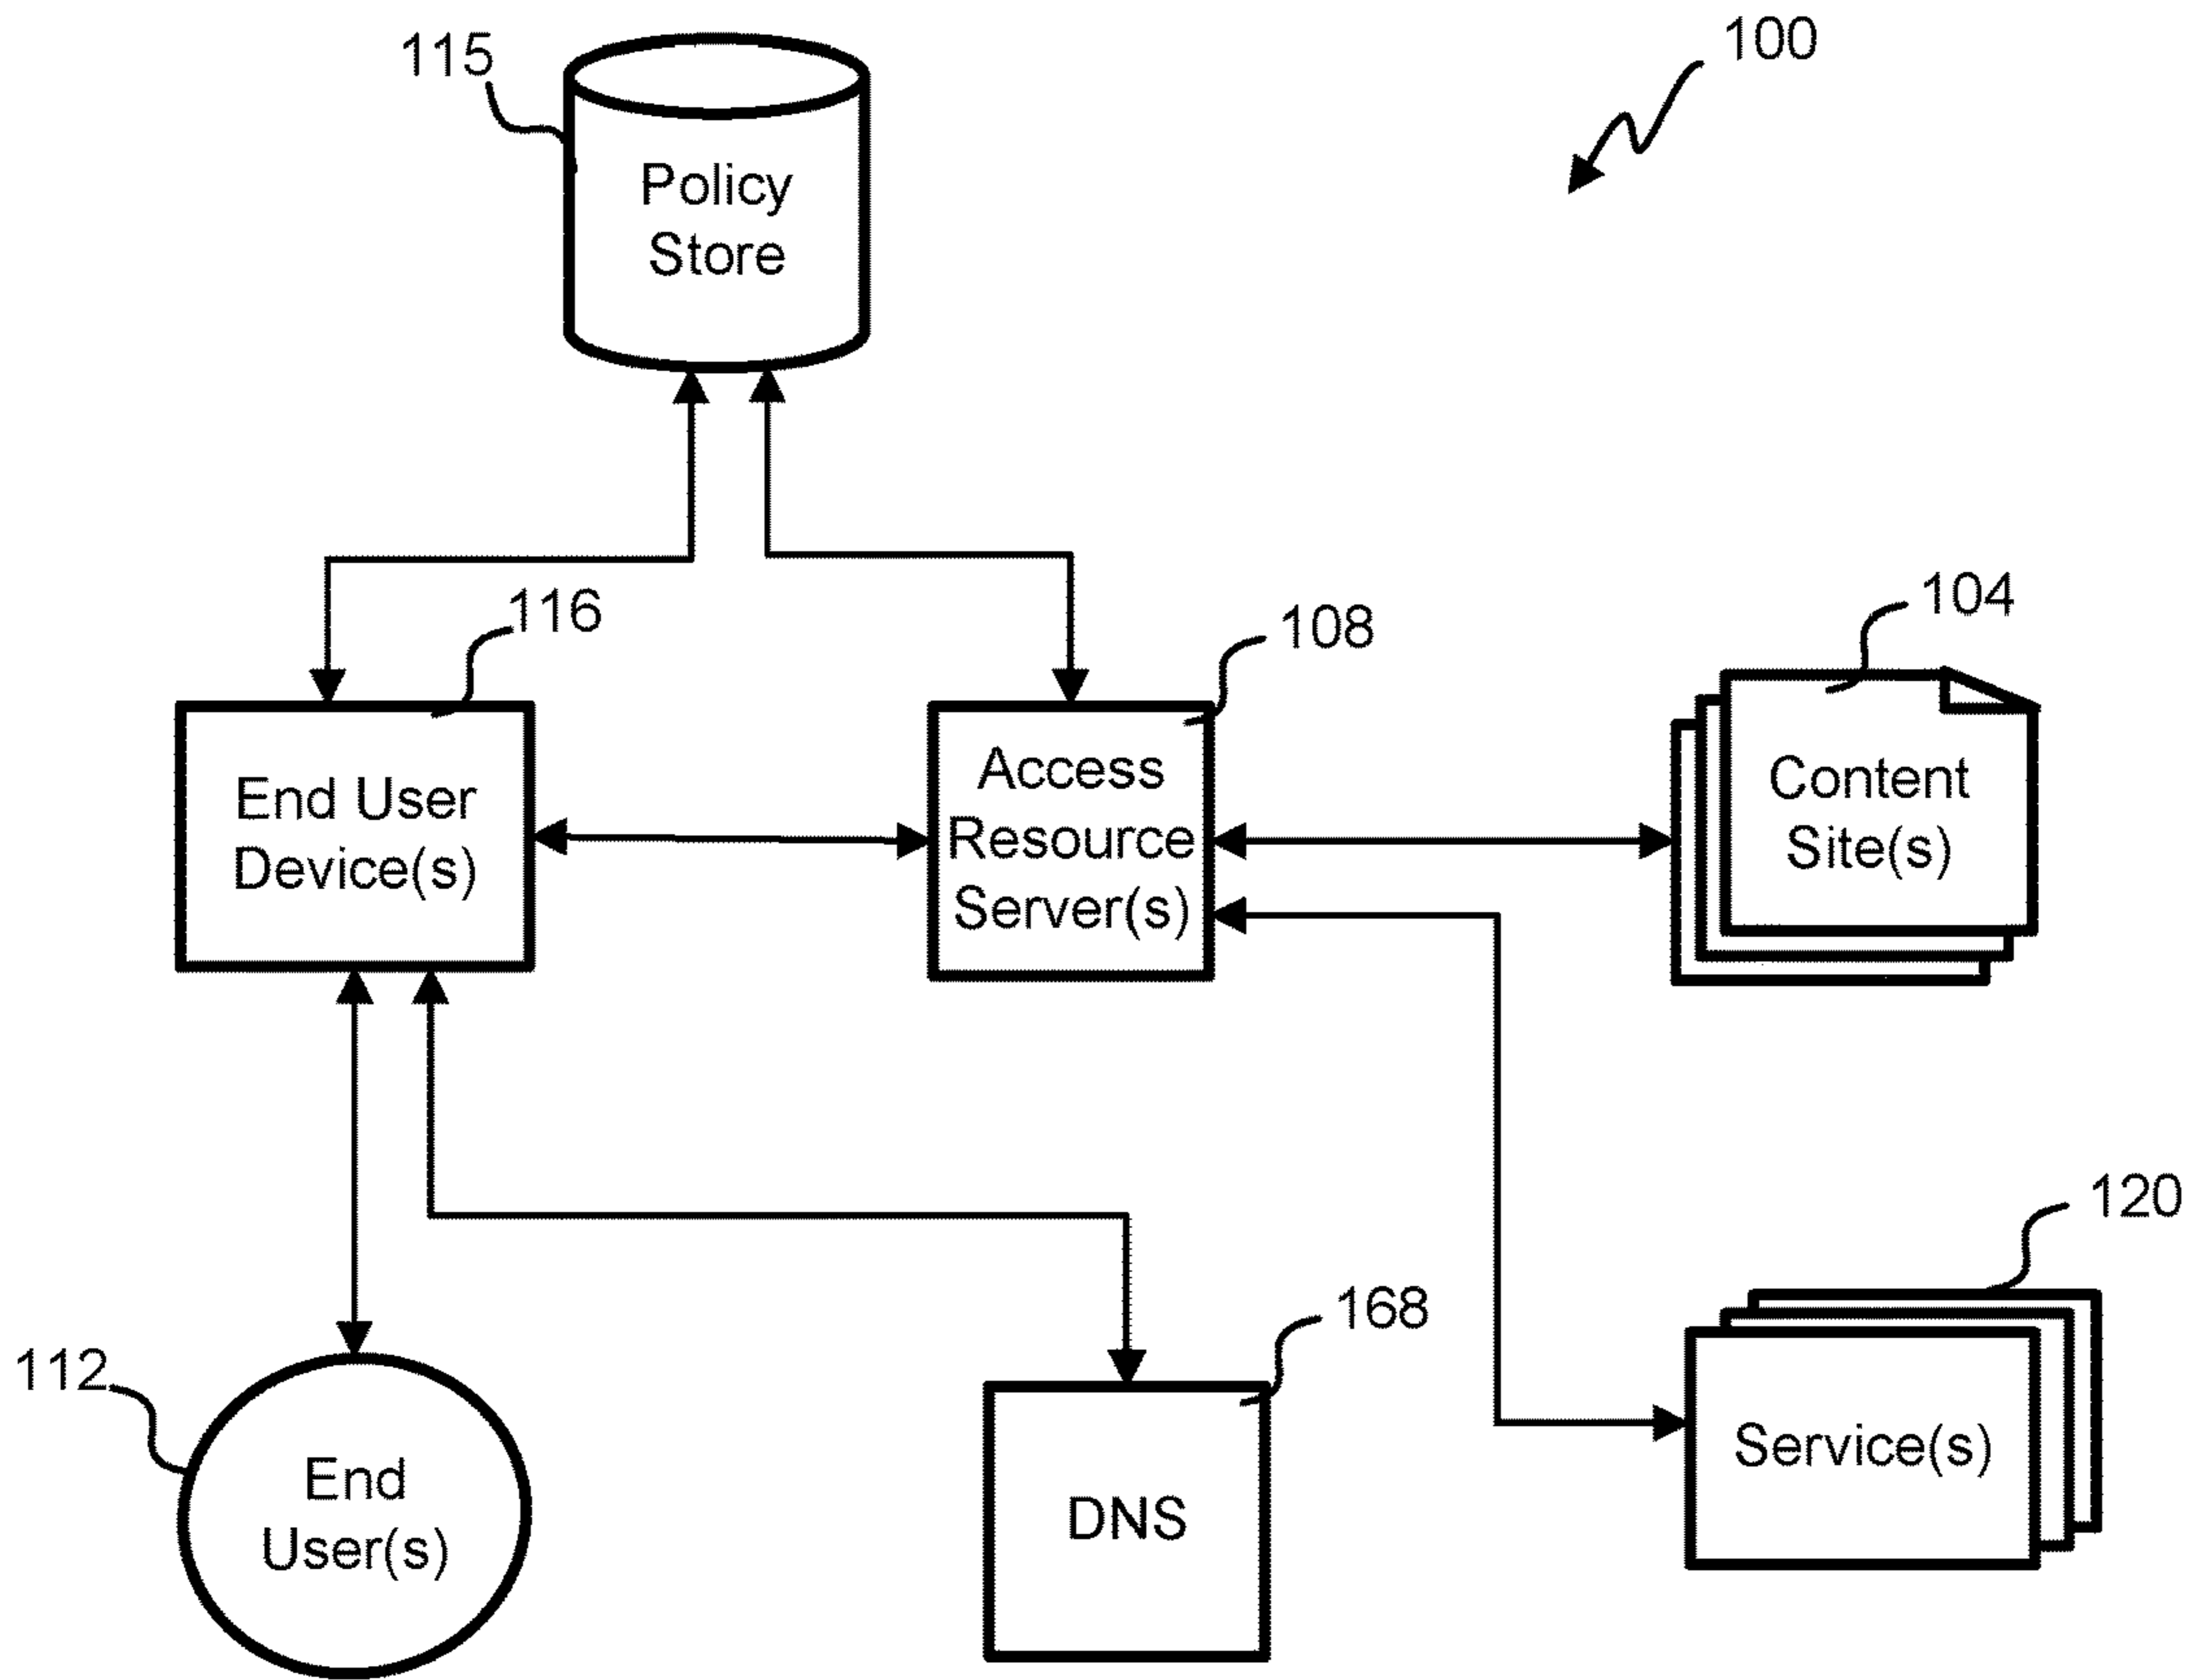 100
115
Policy
Store
116
108
104
End User
Device(s)
Access
Resource
Server(s)
Content
Site(s)
120
168
112
End
User(s)
DNS
Service(s)